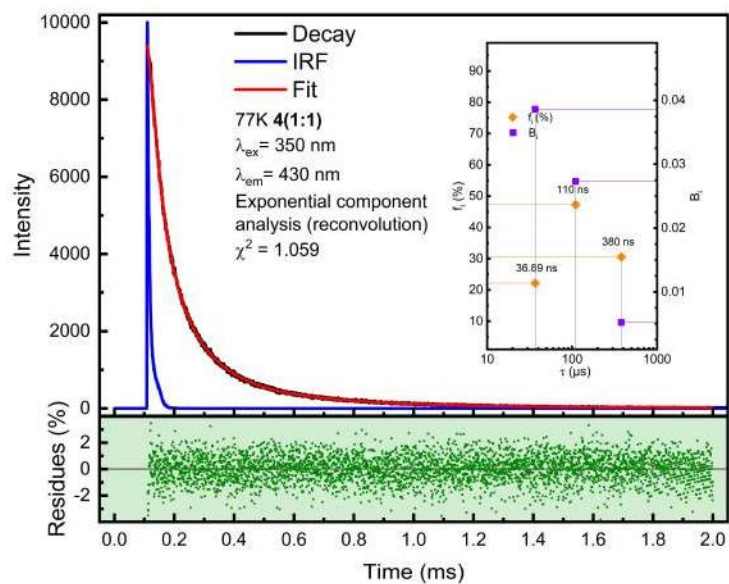 10000
8000
6000
4000
2000
0
Intensity
Decay
IRF
Fit
77K 4(1:1)
λex= 350 nm
λem= 430 nm
Exponential component
analysis (reconvolution)
χ² = 1.059
90
80
70
60
50
40
30
20
10
fi (%)
fi (%)
Bi
110 ns
380 ns
36.89 ns
0.04
0.03
0.02
0.01
Bi
10 100 1000
τ (µs)
2
0
-2
Residues (%)
0.0 0.2 0.4 0.6 0.8 1.0 1.2 1.4 1.6 1.8 2.0
Time (ms)